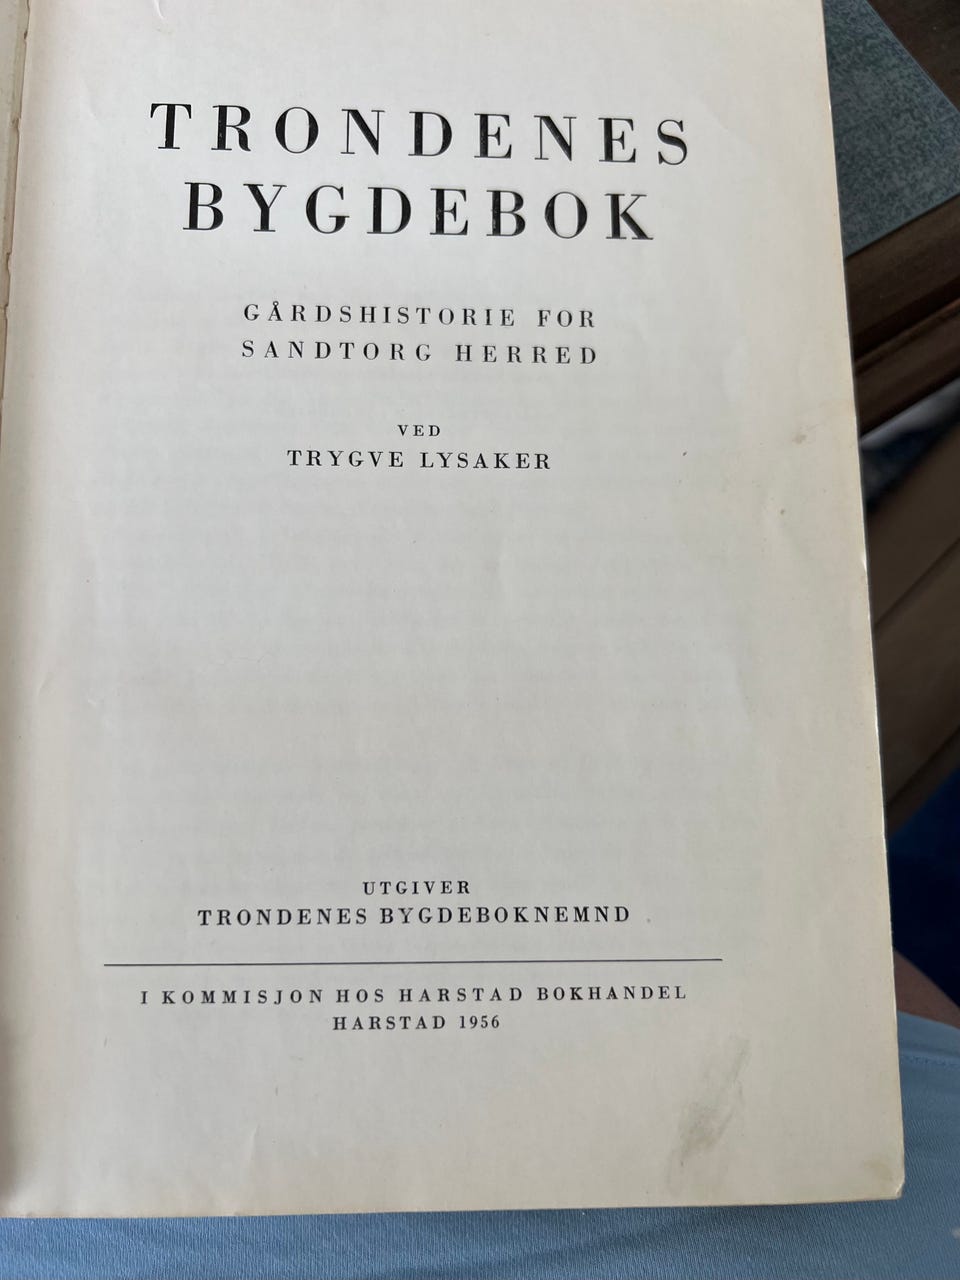 TRONDENES
BYGDEBOK
GÅRDSHISTORIE FOR
SANDTORG HERRED
VED
TRYGVE LYSAKER
UTGIVER
TRONDENES BYGDEBOKNEMND
I KOMMISJON HOS HARSTAD BOKHANDEL
HARSTAD 1956